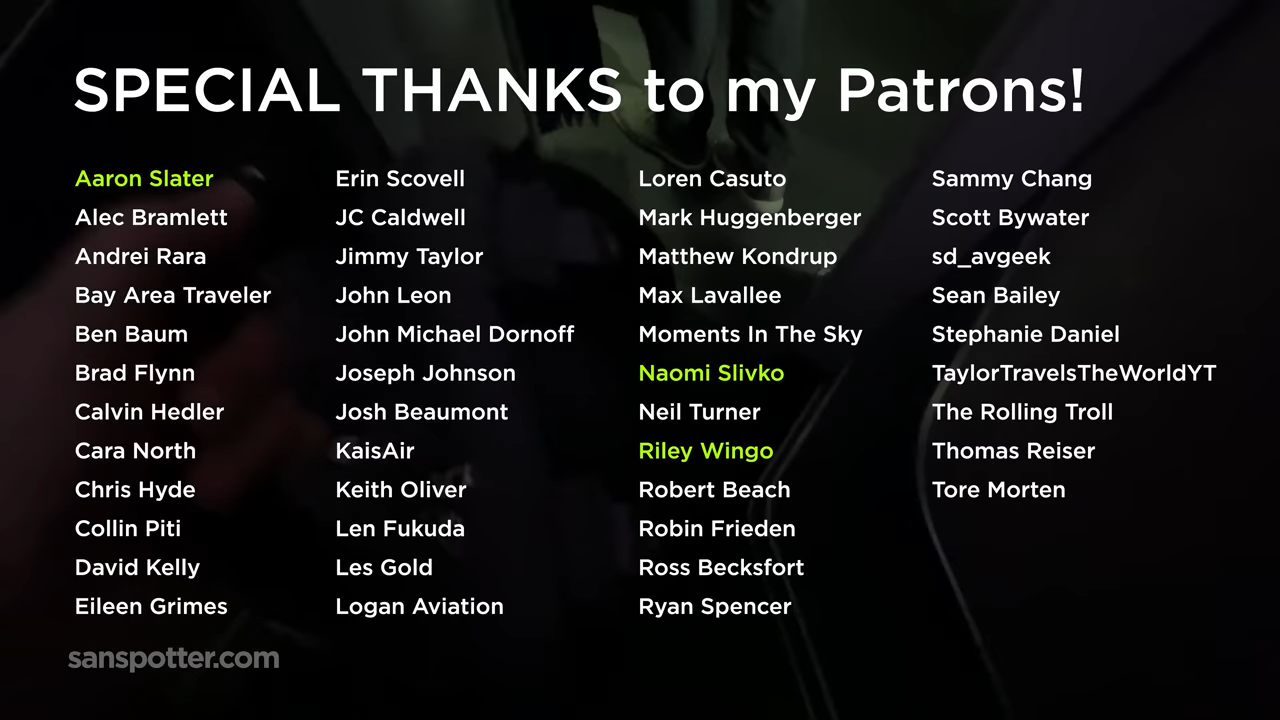 SPECIAL THANKS to my Patrons!
Aaron Slater
Alec Bramlett
Andrei Rara
Bay Area Traveler
Ben Baum
Brad Flynn
Calvin Hedler
Cara North
Chris Hyde
Collin Piti
David Kelly
Eileen Grimes
Erin Scovell
JC Caldwell
Jimmy Taylor
John Leon
John Michael Dornoff
Joseph Johnson
Josh Beaumont
KaisAir
Keith Oliver
Len Fukuda
Les Gold
Logan Aviation
Loren Casuto
Mark Huggenberger
Matthew Kondrup
Max Lavallee
Moments In The Sky
Naomi Slivko
Neil Turner
Riley Wingo
Robert Beach
Robin Frieden
Ross Becksfort
Ryan Spencer
Sammy Chang
Scott Bywater
sd_avgeek
Sean Bailey
Stephanie Daniel
TaylorTravelsTheWorldYT
The Rolling Troll
Thomas Reiser
Tore Morten
sanspotter.com